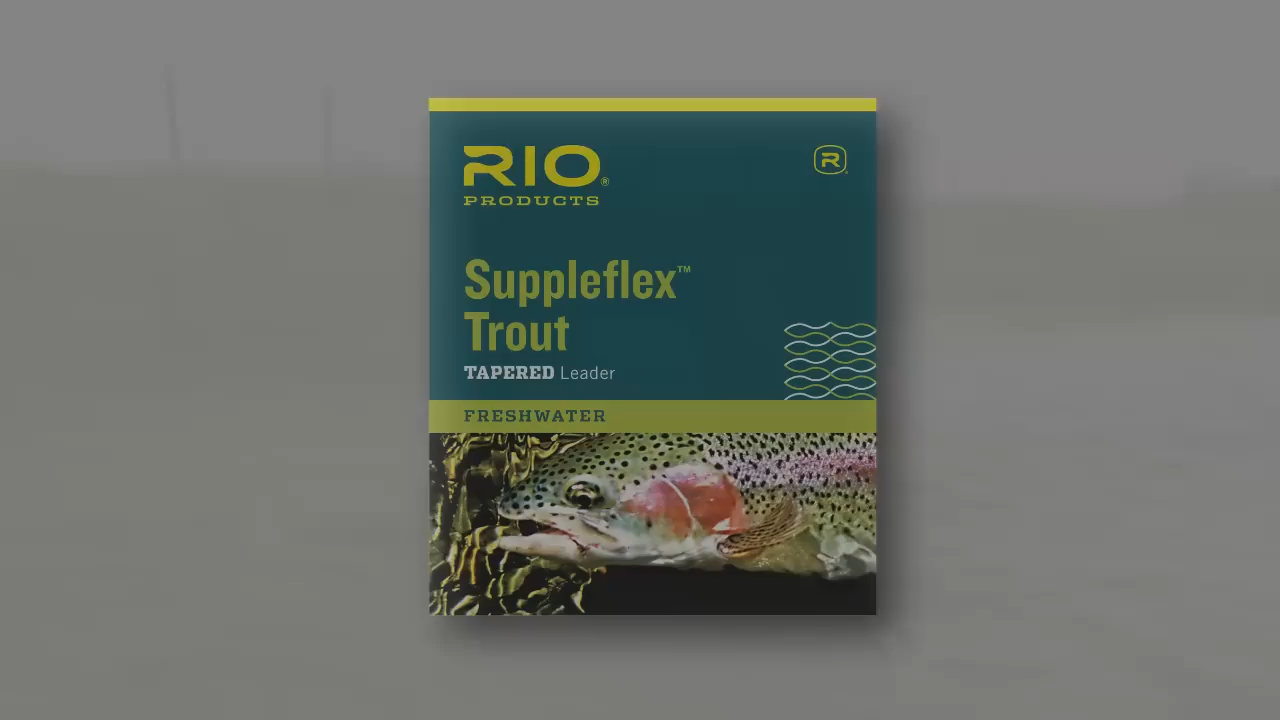 RIO®
PRODUCTS
R
Suppleflex™
Trout
TAPERED Leader
FRESHWATER